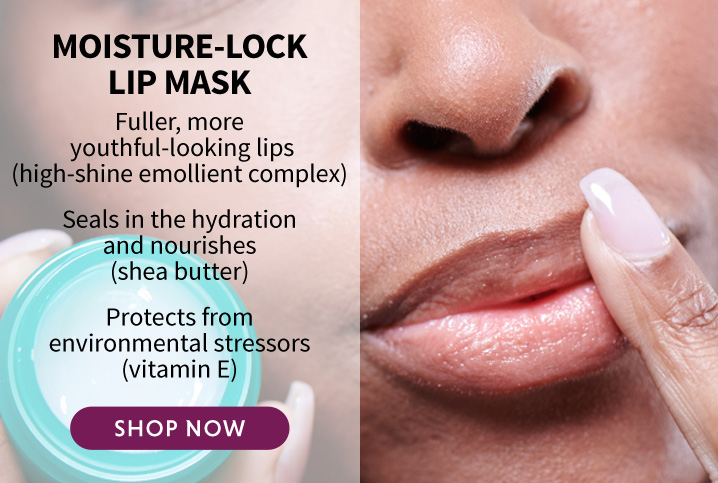 MOISTURE-LOCK
LIP MASK
Fuller, more
youthful-looking lips
(high-shine emollient complex)
Seals in the hydration
and nourishes
(shea butter)
Protects from
environmental stressors
(vitamin E)
SHOP NOW